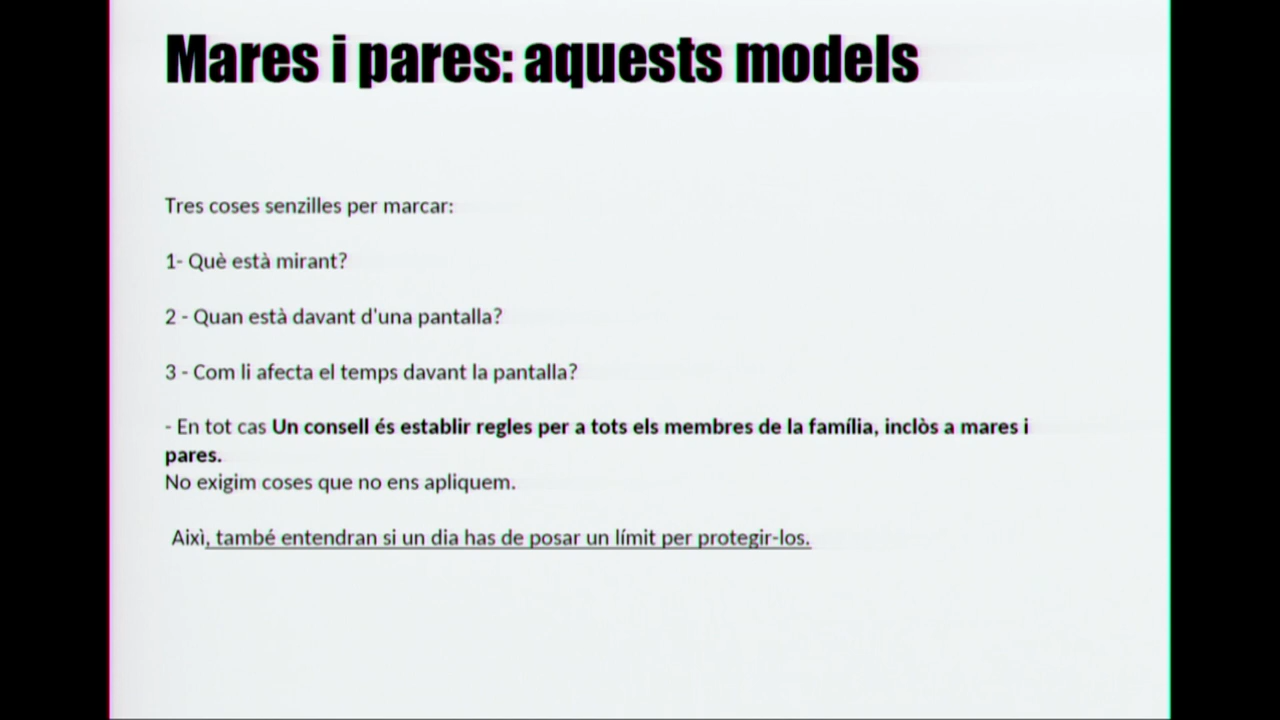 Mares i pares: aquests models
Tres coses senzilles per marcar:
1- Què està mirant?
2 - Quan està davant d'una pantalla?
3 - Com li afecta el temps davant la pantalla?
- En tot cas Un consell és establir regles per a tots els membres de la família, inclòs a mares i
pares.
No exigim coses que no ens apliquem.
Així, també entendran si un dia has de posar un límit per protegir-los.